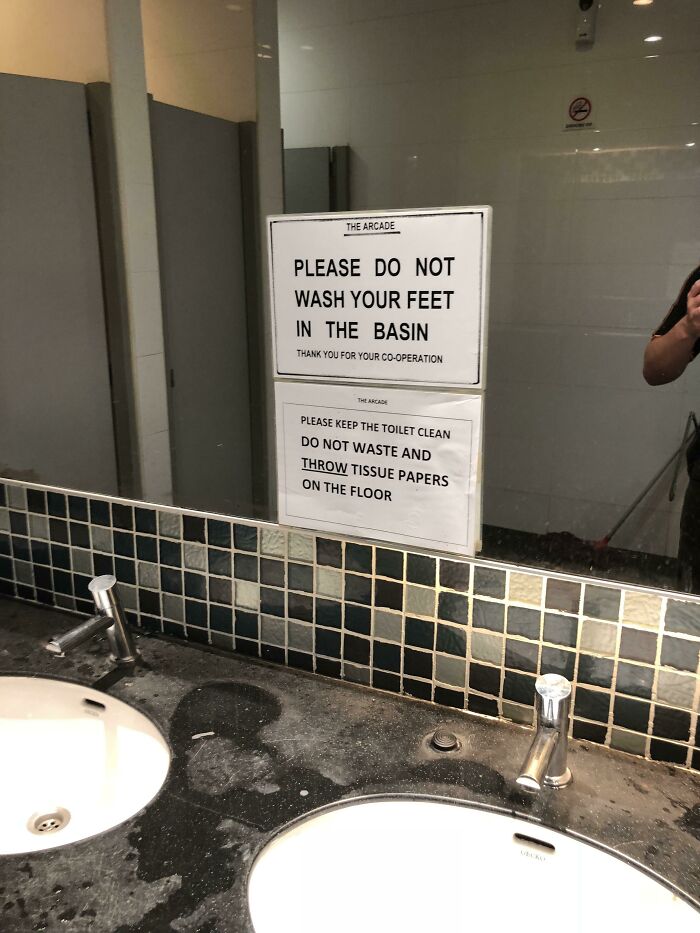 THE ARCADE
PLEASE DO NOT
WASH YOUR FEET
IN THE BASIN
THANK YOU FOR YOUR CO-OPERATION
THE ARCADE
PLEASE KEEP THE TOILET CLEAN
DO NOT WASTE AND
THROW TISSUE PAPERS
ON THE FLOOR